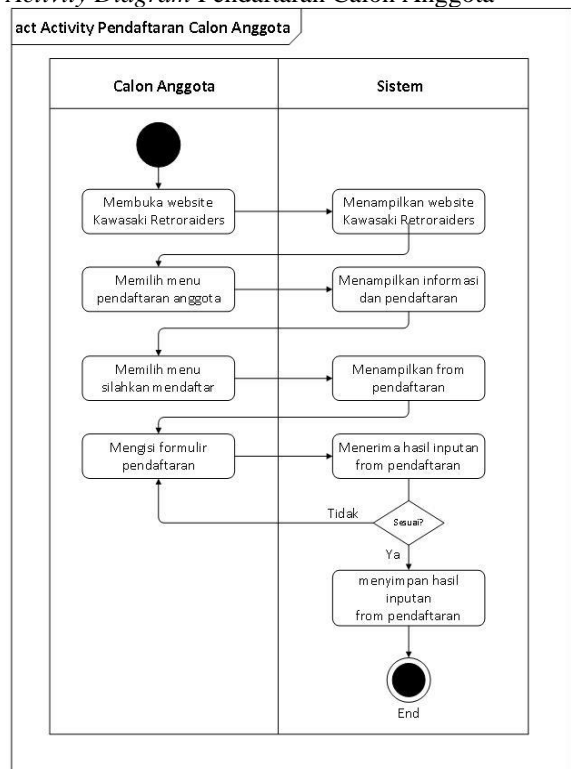 Activity Diagram Pendaftaran Calon Anggota
act Activity Pendaftaran Calon Anggota
Calon Anggota
Sistem
Membuka website
Kawasaki Retroraiders
Menampilkan website
Kawasaki Retroraiders
Memilih menu
pendaftaran anggota
Menampilkan informasi
dan pendaftaran
Memilih menu
silahkan mendaftar
Menampilkan from
pendaftaran
Mengisi formulir
pendaftaran
Menerima hasil inputan
from pendaftaran
Tidak
Sesuai?
Ya
menyimpan hasil
inputan
from pendaftaran
End